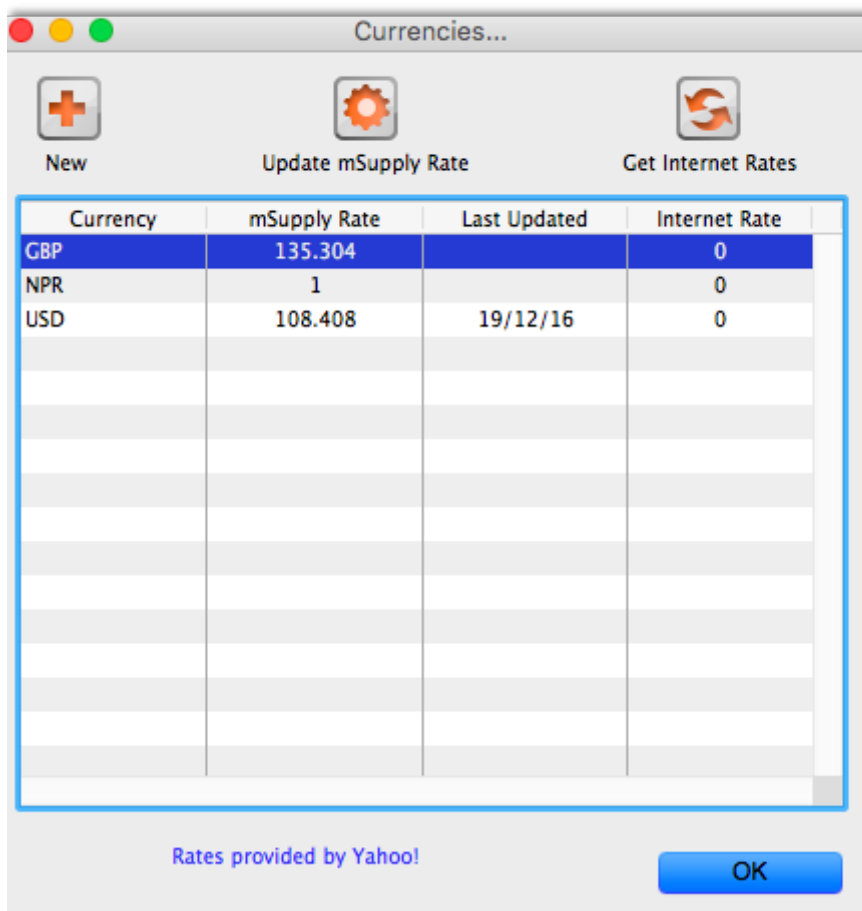 Currencies...
New Update mSupply Rate Get Internet Rates
Currency mSupply Rate Last Updated Internet Rate
GBP 135.304 0
NPR 1 0
USD 108.408 19/12/16 0
Rates provided by Yahoo!
OK